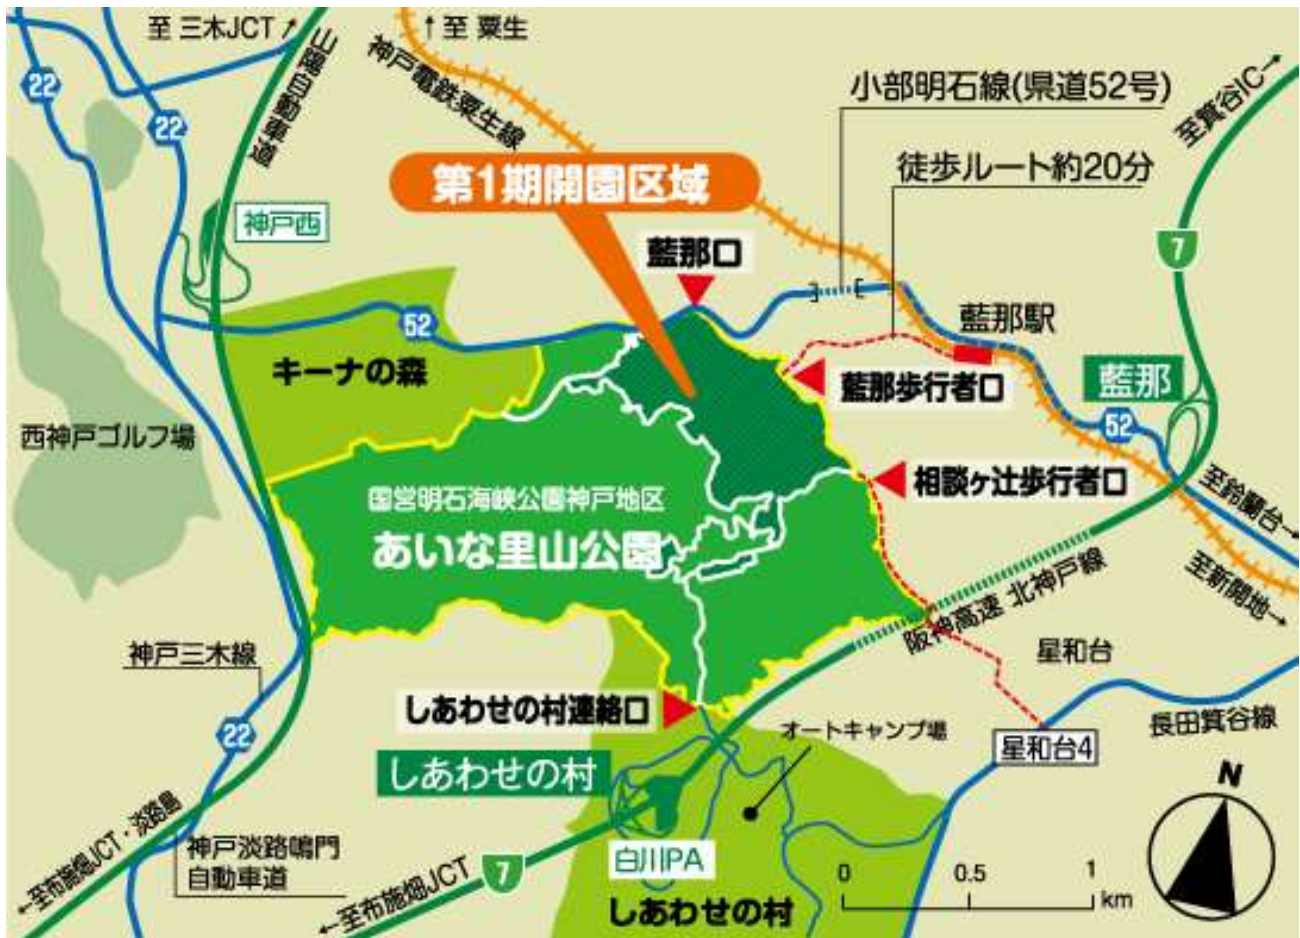 至 三木JCT↗
↑至 粟生
山陽自動車道
神戸電鉄粟生線
小部明石線(県道52号)
至箕谷IC→
22
22
徒歩ルート約20分
第1期開園区域
神戸西
藍那口
7
52
藍那駅
キーナの森
藍那歩行者口
藍那
52
西神戸ゴルフ場
相談ヶ辻歩行者口
至鈴蘭台→
国営明石海峡公園神戸地区
あいな里山公園
至新開地→
阪神高速 北神戸線
神戸三木線
星和台
しあわせの村連絡口
22
オートキャンプ場
長田箕谷線
星和台4
しあわせの村
N
←至布施畑JCT・淡路島
神戸淡路鳴門
自動車道
7
白川PA
0 0.5 1
km
←至布施畑JCT
しあわせの村